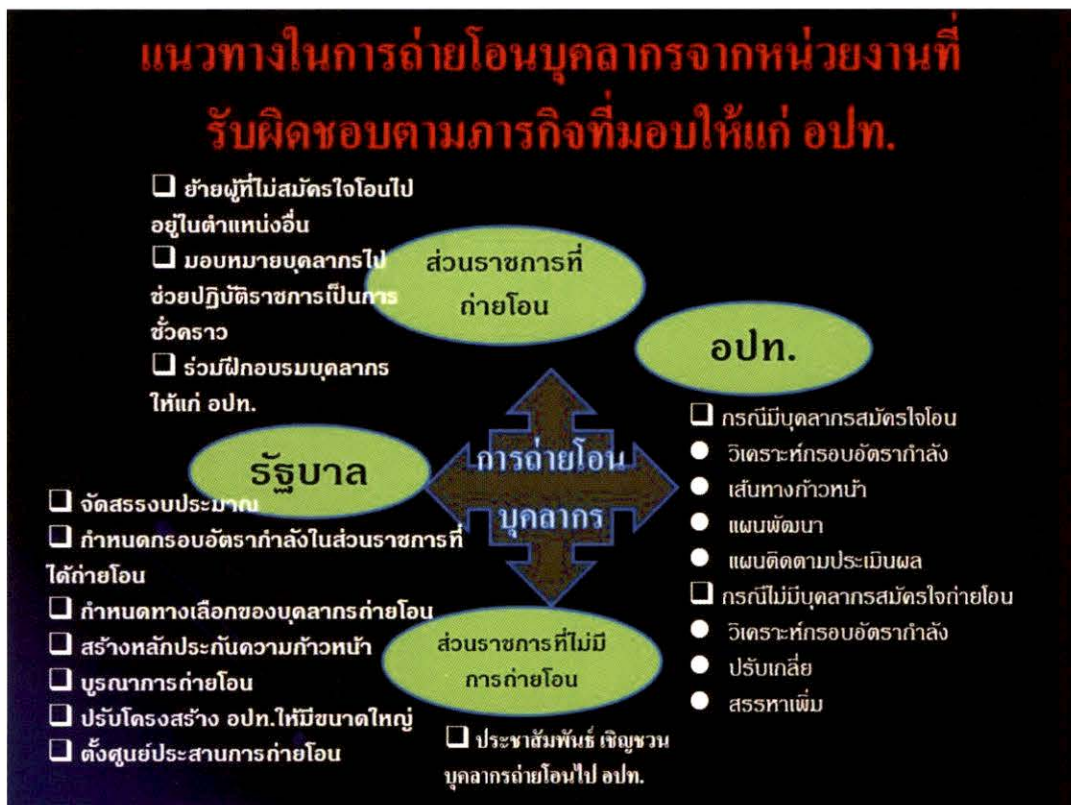 แนวทางในการถ่ายโอนบุคลากรจากหน่วยงานที่
รับผิดชอบตามภารกิจที่มอบให้แก่ อปท.
❑ ย้ายผู้ที่ไม่สมัครใจโอนไป
อยู่ในตำแหน่งอื่น
❑ มอบหมายบุคลากรไป
ช่วยปฏิบัติราชการเป็นการ
ชั่วคราว
❑ ร่วมฝึกอบรมบุคลากร
ให้แก่ อปท.
ส่วนราชการที่
ถ่ายโอน
อปท.
❑ กรณีมีบุคลากรสมัครใจโอน
● วิเคราะห์กรอบอัตรากำลัง
● เส้นทางก้าวหน้า
● แผนพัฒนา
● แผนติดตามประเมินผล
❑ กรณีไม่มีบุคลากรสมัครใจถ่ายโอน
● วิเคราะห์กรอบอัตรากำลัง
● ปรับเกลี่ย
● สรรหาเพิ่ม
การถ่ายโอน
บุคลากร
รัฐบาล
❑ จัดสรรงบประมาณ
❑ กำหนดกรอบอัตรากำลังในส่วนราชการที่
ได้ถ่ายโอน
❑ กำหนดทางเลือกของบุคลากรถ่ายโอน
❑ สร้างหลักประกันความก้าวหน้า
❑ บูรณาการถ่ายโอน
❑ ปรับโครงสร้าง อปท.ให้มีขนาดใหญ่
❑ ตั้งศูนย์ประสานการถ่ายโอน
ส่วนราชการที่ไม่มี
การถ่ายโอน
❑ ประชาสัมพันธ์ เชิญชวน
บุคลากรถ่ายโอนไป อปท.